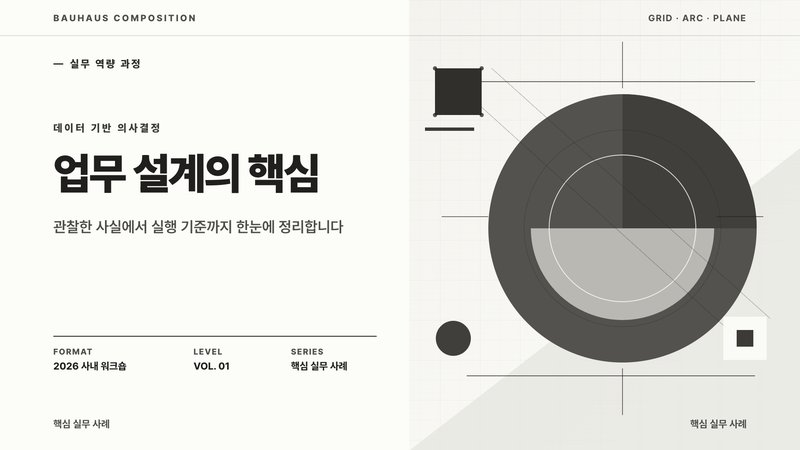 BAUHAUS COMPOSITION
GRID · ARC · PLANE
— 실무 역량 과정
데이터 기반 의사결정
업무 설계의 핵심
관찰한 사실에서 실행 기준까지 한눈에 정리합니다
FORMAT
2026 사내 워크숍
LEVEL
VOL. 01
SERIES
핵심 실무 사례
핵심 실무 사례
핵심 실무 사례